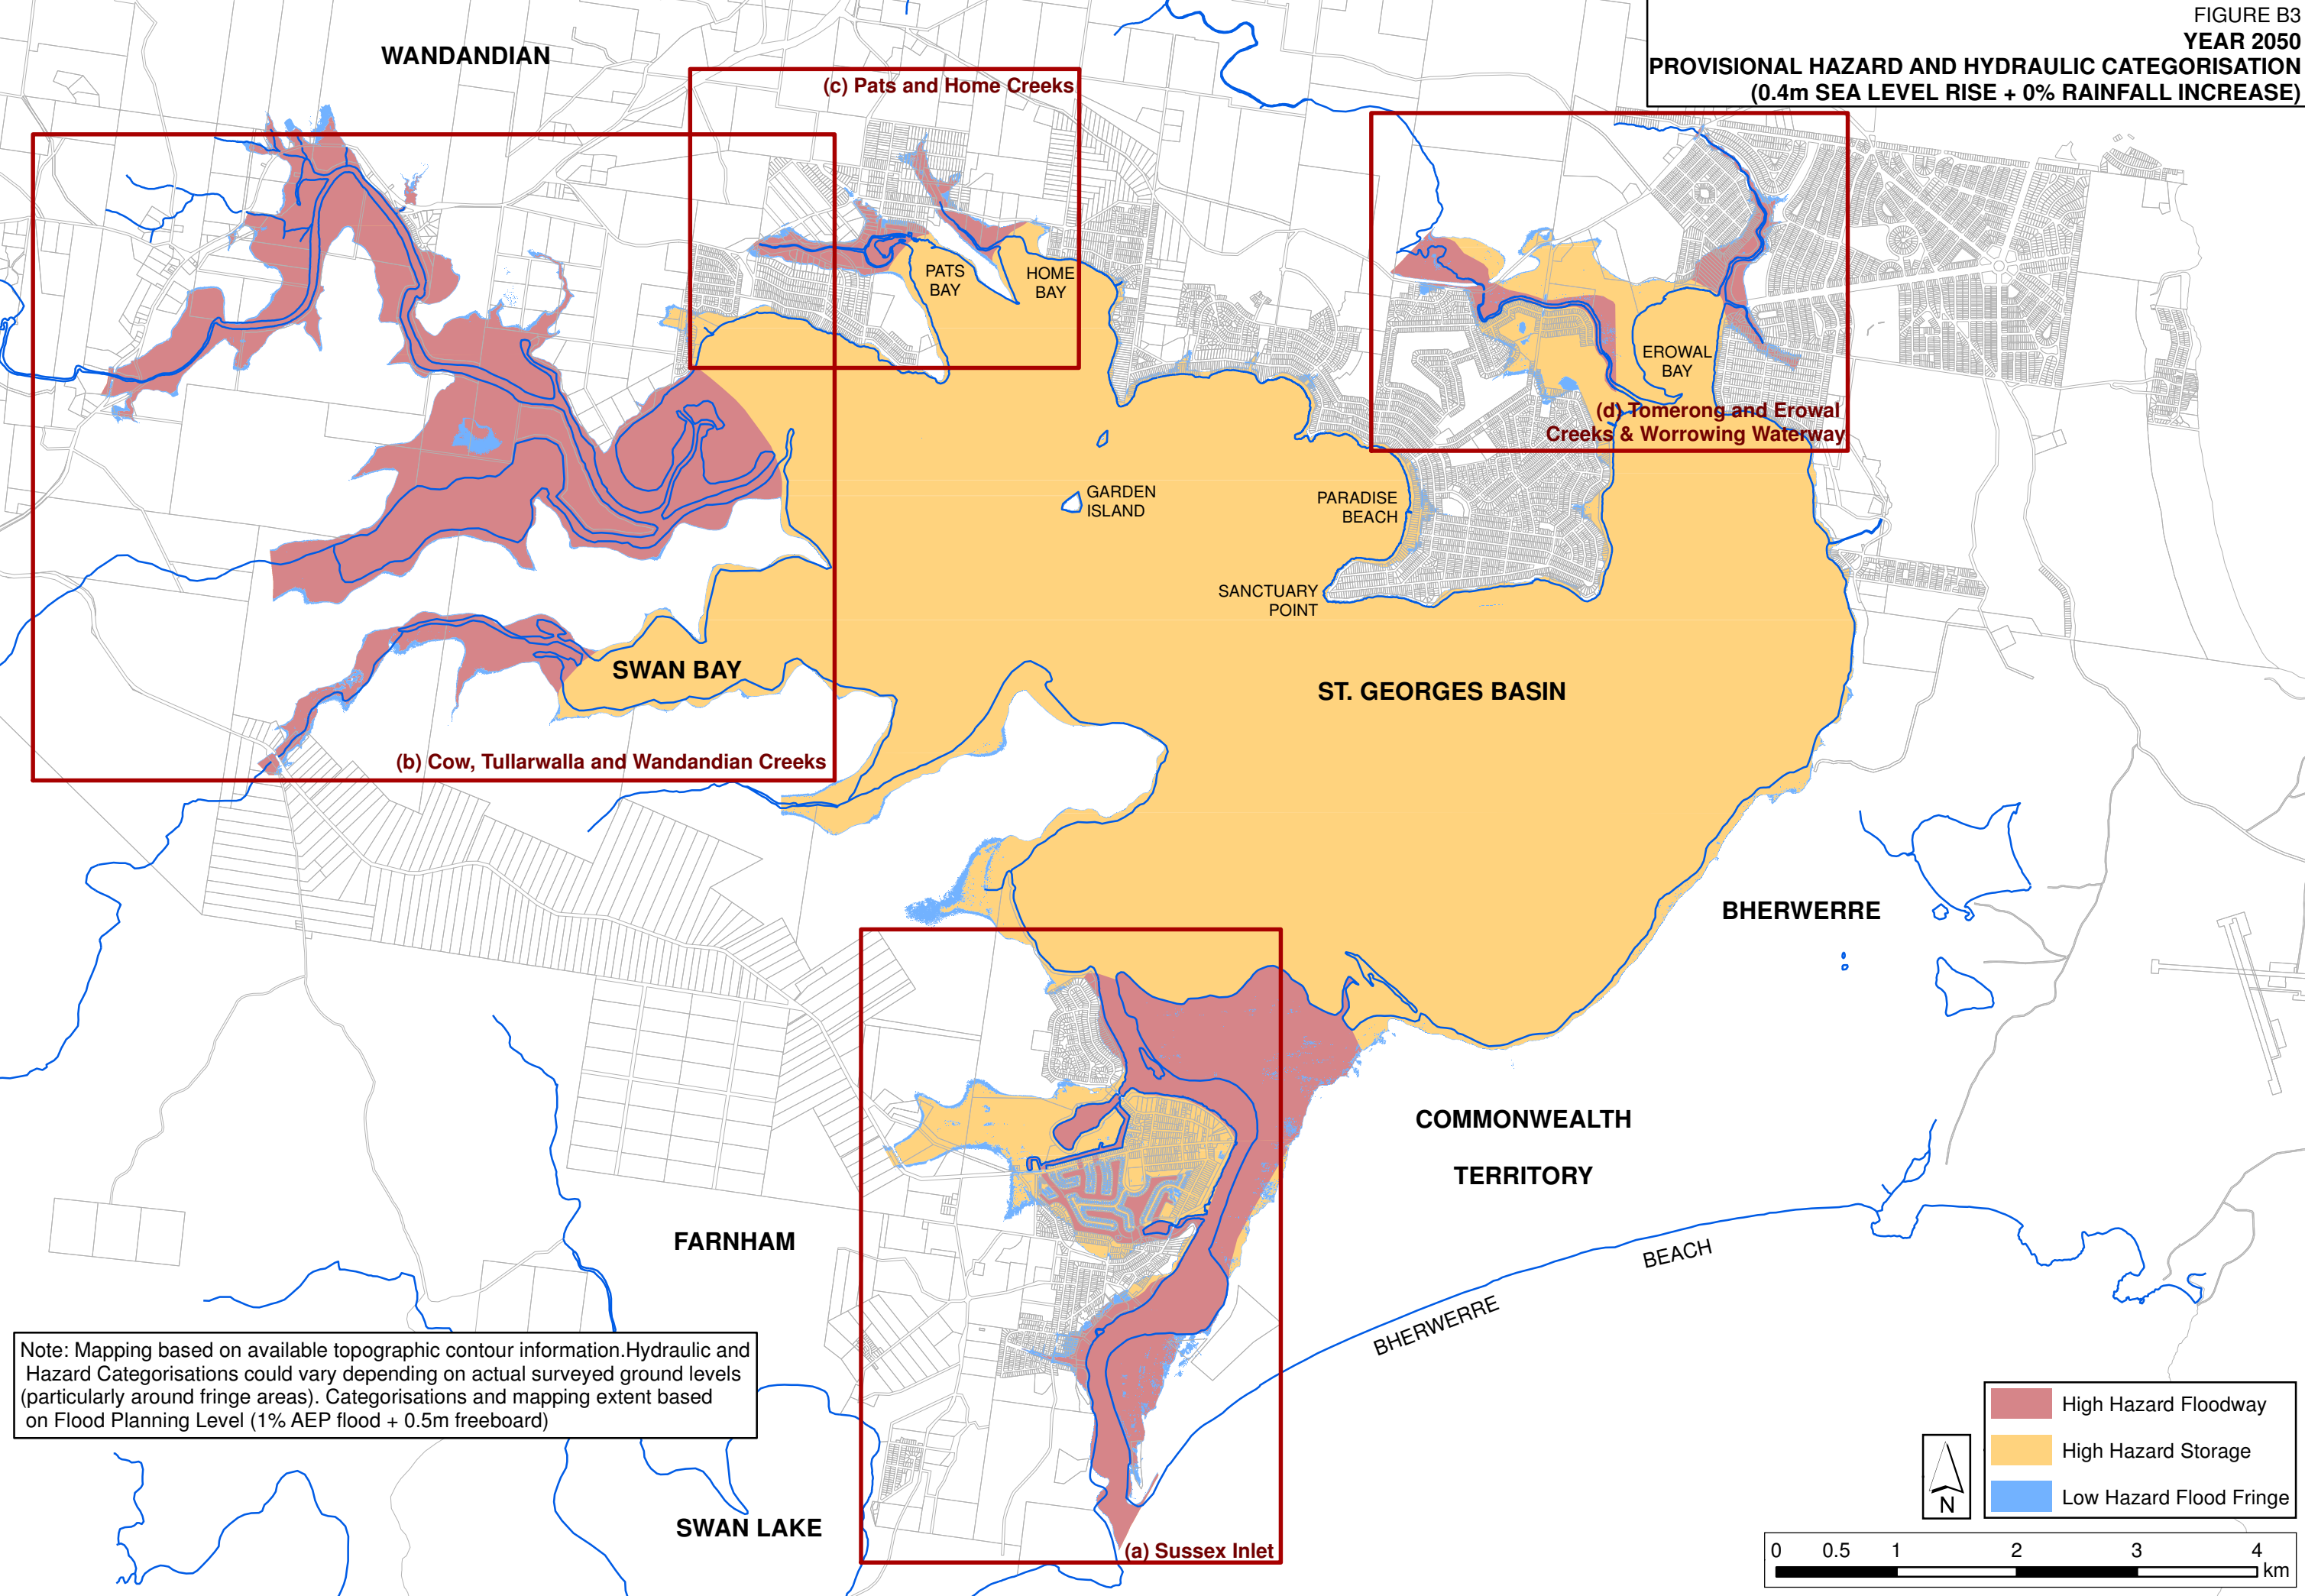 FIGURE B3
YEAR 2050
PROVISIONAL HAZARD AND HYDRAULIC CATEGORISATION
(0.4m SEA LEVEL RISE + 0% RAINFALL INCREASE)
WANDANDIAN
(c) Pats and Home Creeks
PATS
BAY
HOME
BAY
EROWAL
BAY
(d) Tomerong and Erowal
Creeks & Worrowing Waterway
GARDEN
ISLAND
PARADISE
BEACH
SANCTUARY
POINT
SWAN BAY
ST. GEORGES BASIN
(b) Cow, Tullarwalla and Wandandian Creeks
BHERWERRE
COMMONWEALTH
TERRITORY
FARNHAM
BHERWERRE
BEACH
Note: Mapping based on available topographic contour information.Hydraulic and
Hazard Categorisations could vary depending on actual surveyed ground levels
(particularly around fringe areas). Categorisations and mapping extent based
on Flood Planning Level (1% AEP flood + 0.5m freeboard)
SWAN LAKE
(a) Sussex Inlet
High Hazard Floodway
High Hazard Storage
Low Hazard Flood Fringe
N
0 0.5 1 2 3 4
km